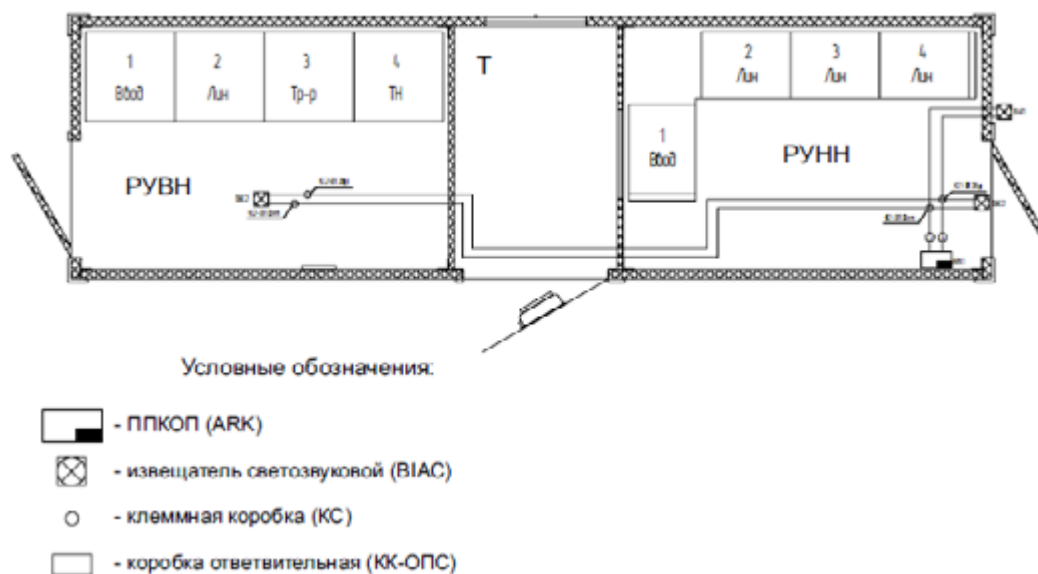 1
Ввод
2
Лин
3
Тр-р
4
ТН
Т
2
Лин
3
Лин
4
Лин
1
Ввод
РУВН
РУНН
Условные обозначения:
- ППКОП (ARK)
- извещатель светозвуковой (BIAC)
- клеммная коробка (КС)
- коробка ответвительная (КК-ОПС)